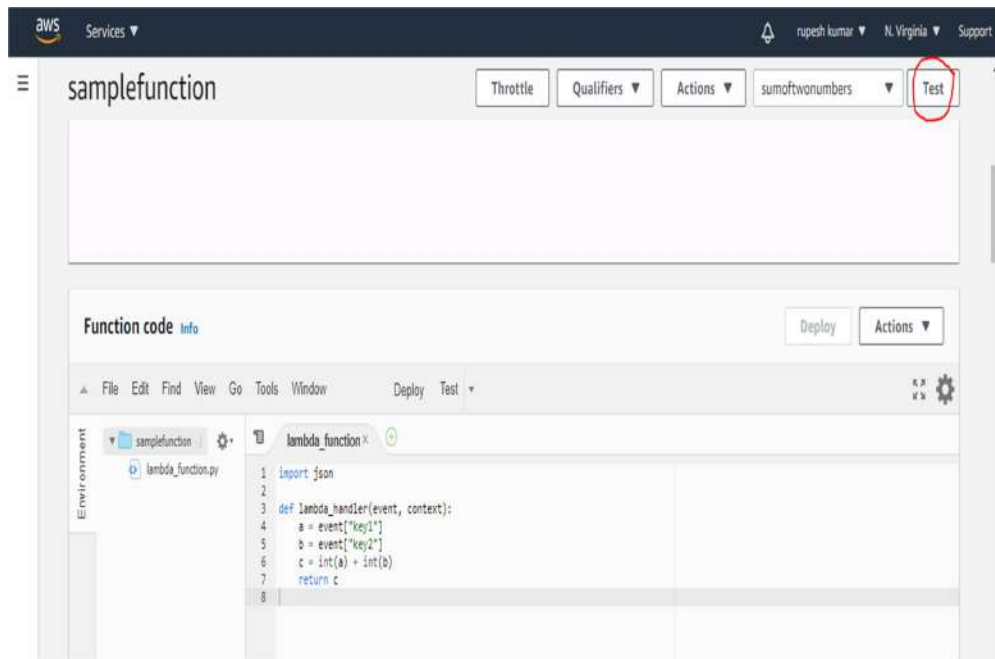 aws Services ▼ rupesh kumar ▼ N. Virginia ▼ Support
samplefunction Throttle Qualifiers ▼ Actions ▼ sumoftwonumbers ▼ Test
Function code Info Deploy Actions ▼
File Edit Find View Go Tools Window Deploy Test
Environment
samplefunction
lambda_function.py
lambda_function ×
1 import json
2
3 def lambda_handler(event, context):
4     a = event["key1"]
5     b = event["key2"]
6     c = int(a) + int(b)
7     return c
8